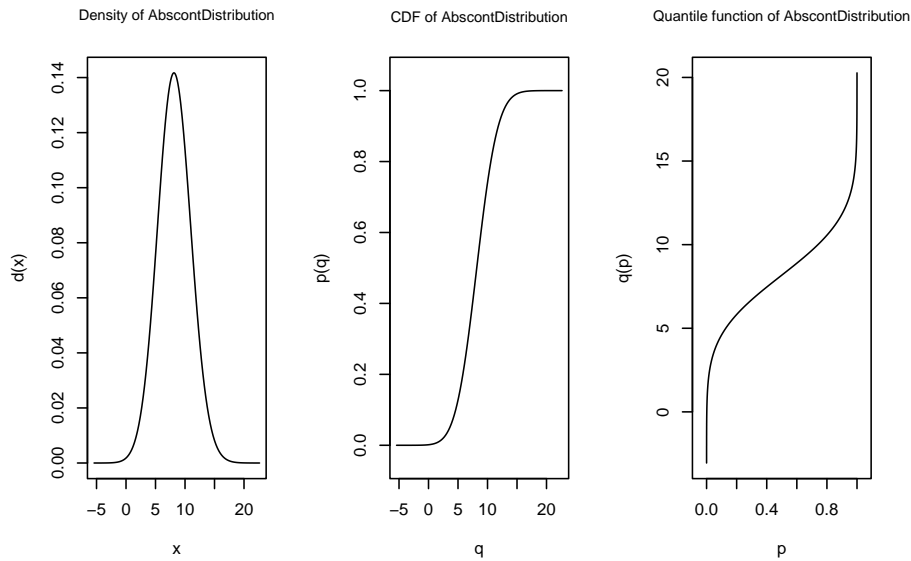 Density of AbscontDistribution
d(x)
0.14
0.12
0.10
0.08
0.06
0.04
0.02
0.00
−5 0 5 10 20
x
CDF of AbscontDistribution
p(q)
1.0
0.8
0.6
0.4
0.2
0.0
−5 0 5 10 20
q
Quantile function of AbscontDistribution
q(p)
20
15
10
5
0
0.0 0.4 0.8
p